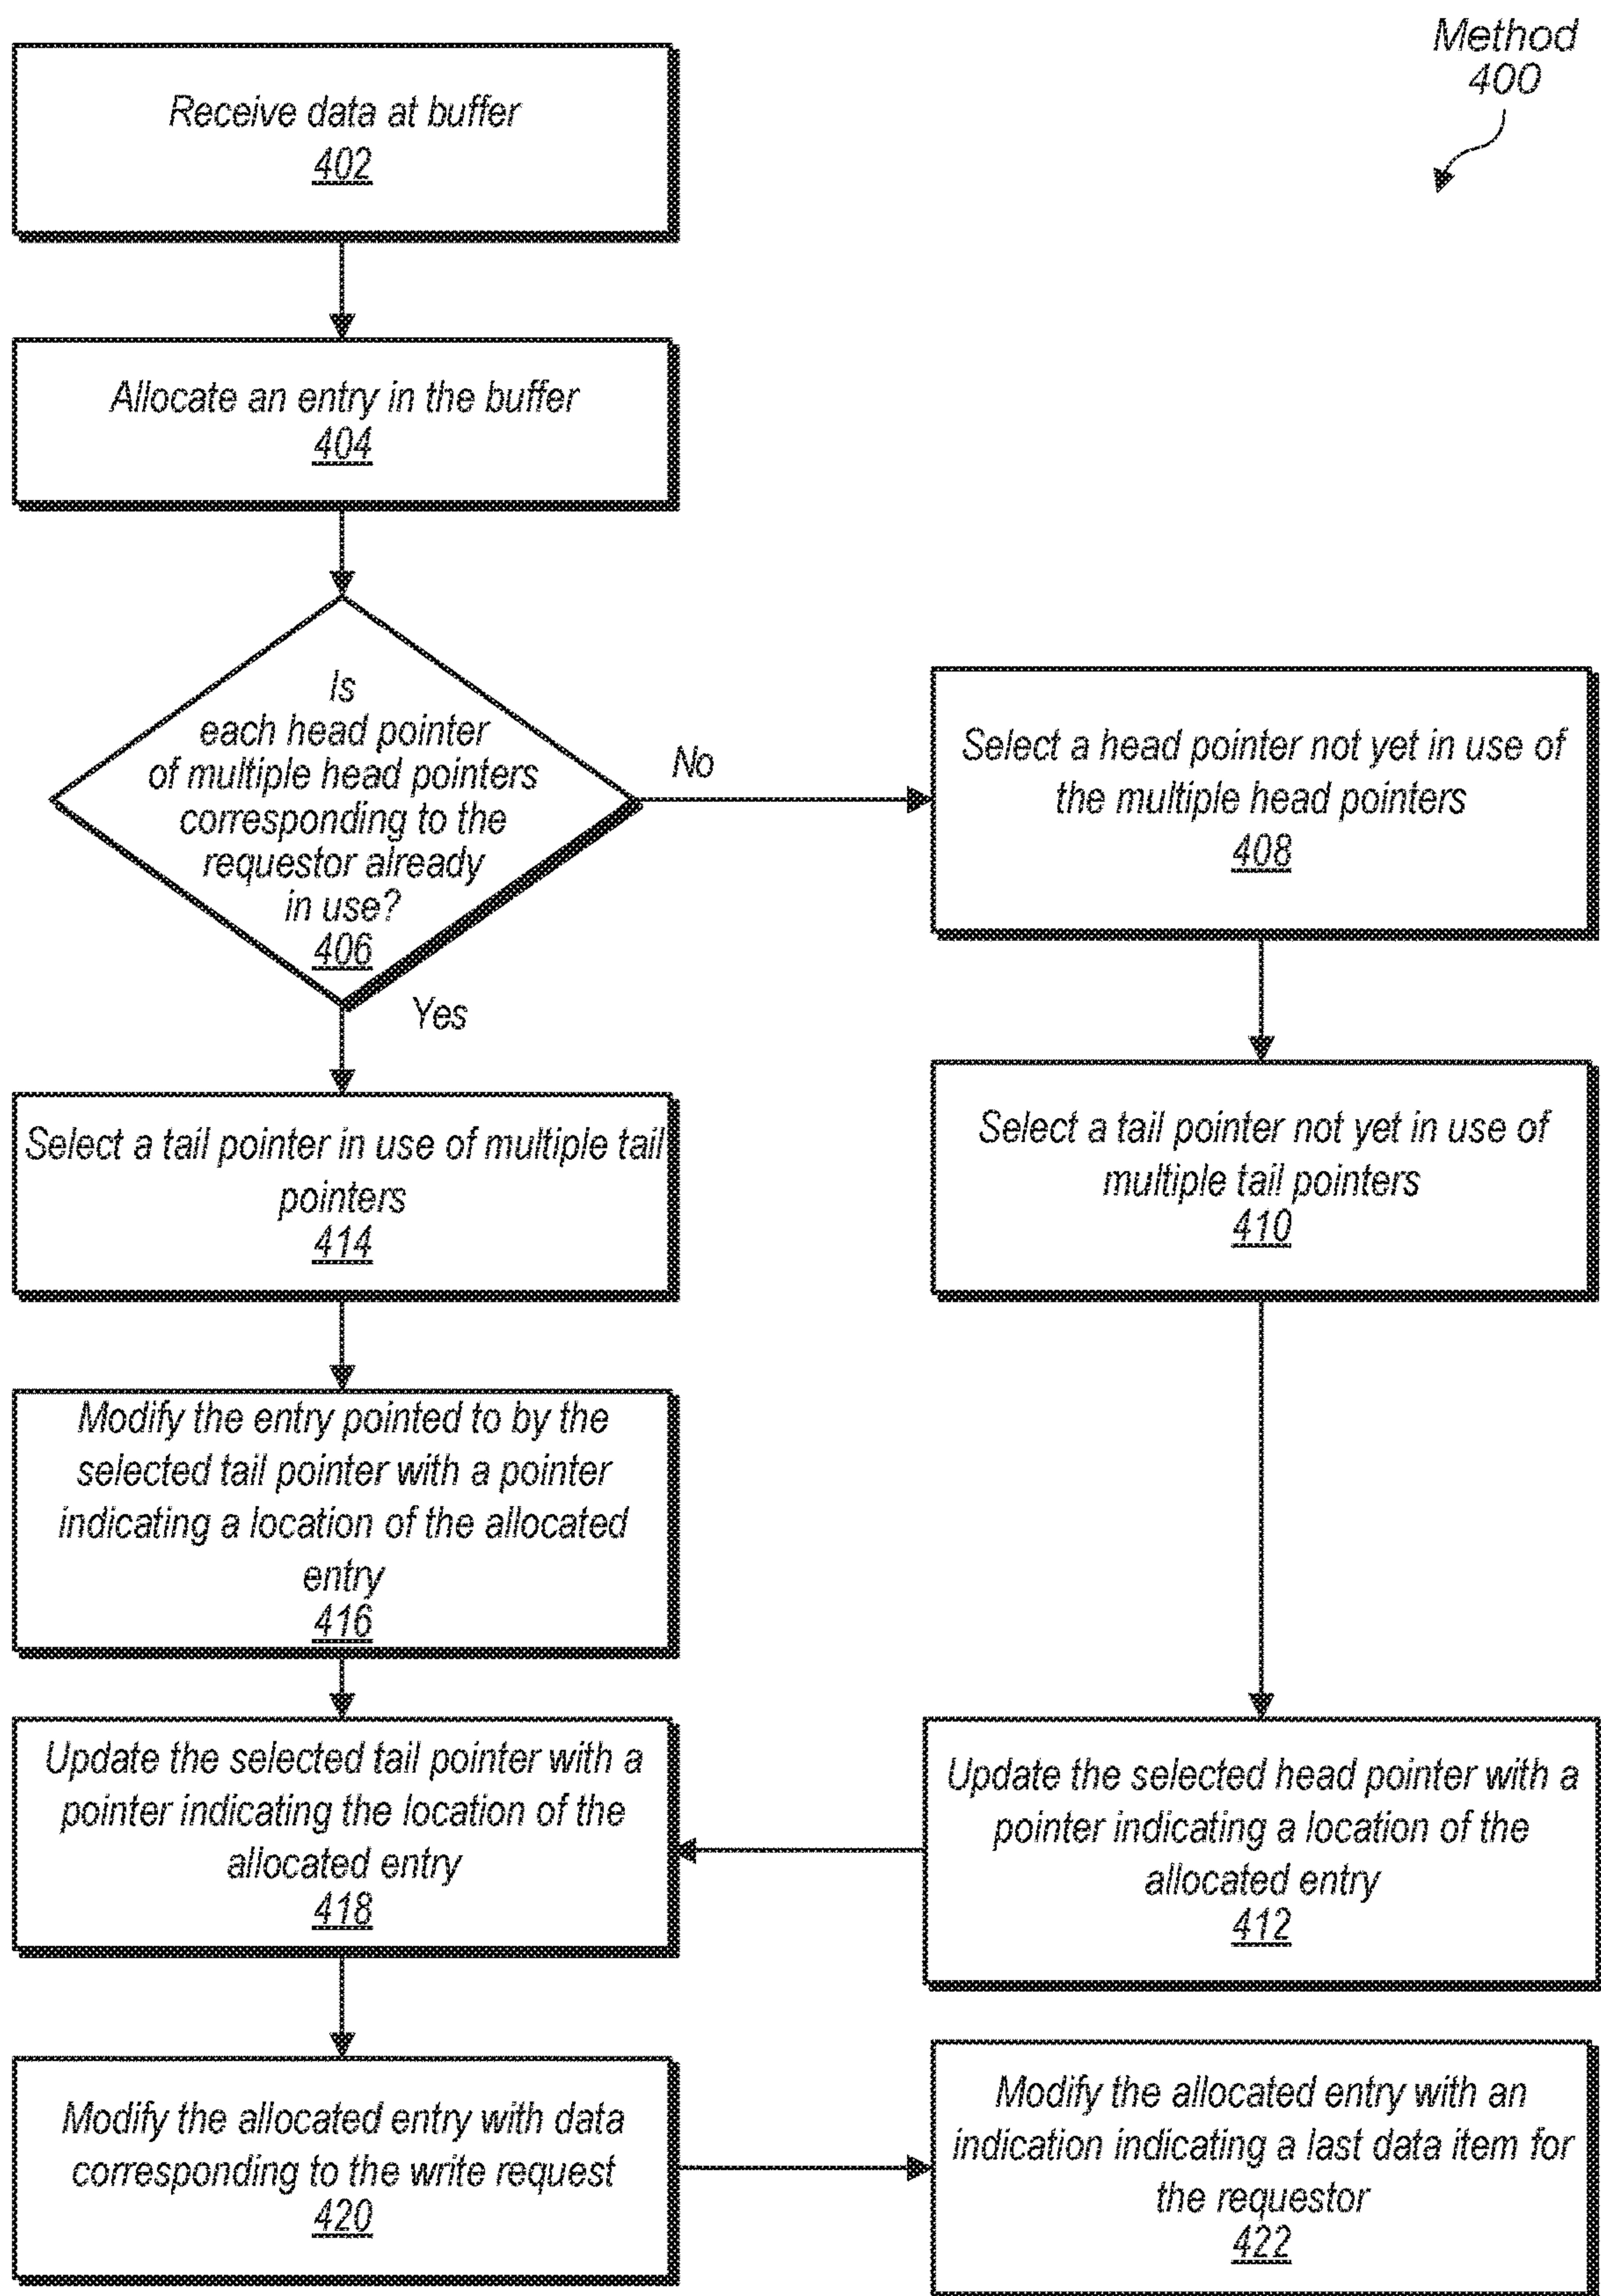 Method
400
Receive data at buffer
402
Allocate an entry in the buffer
404
Is
each head pointer
of multiple head pointers
corresponding to the
requestor already
in use?
406
No
Yes
Select a head pointer not yet in use of
the multiple head pointers
408
Select a tail pointer not yet in use of
multiple tail pointers
410
Select a tail pointer in use of multiple tail
pointers
414
Modify the entry pointed to by the
selected tail pointer with a pointer
indicating a location of the allocated
entry
416
Update the selected tail pointer with a
pointer indicating the location of the
allocated entry
418
Update the selected head pointer with a
pointer indicating a location of the
allocated entry
412
Modify the allocated entry with data
corresponding to the write request
420
Modify the allocated entry with an
indication indicating a last data item for
the requestor
422